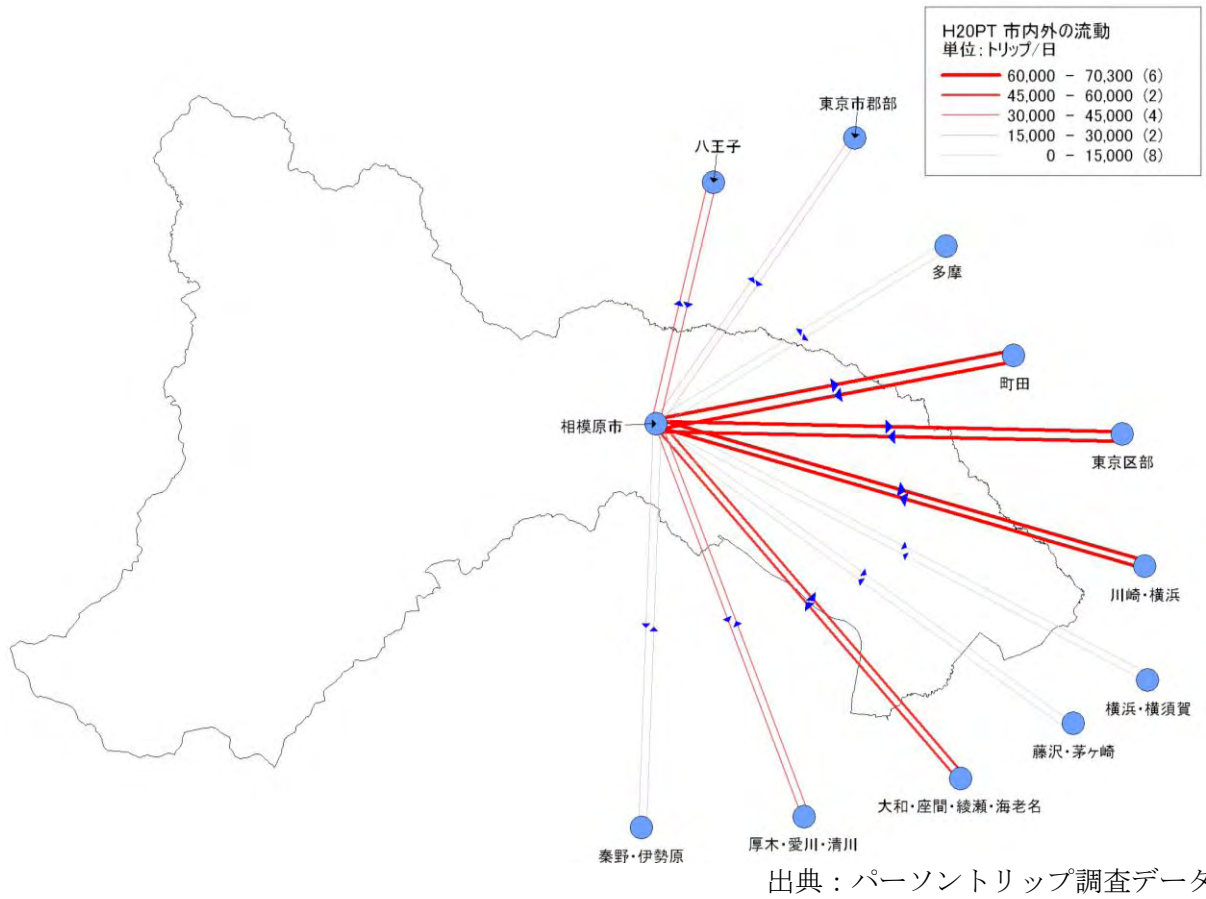 H20PT 市内外の流動
単位:トリップ/日
60,000 - 70,300 (6)
45,000 - 60,000 (2)
30,000 - 45,000 (4)
15,000 - 30,000 (2)
0 - 15,000 (8)
東京市郡部
八王子
多摩
町田
相模原市
東京区部
川崎・横浜
横浜・横須賀
藤沢・茅ヶ崎
大和・座間・綾瀬・海老名
厚木・愛川・清川
秦野・伊勢原
出典:パーソントリップ調査データ